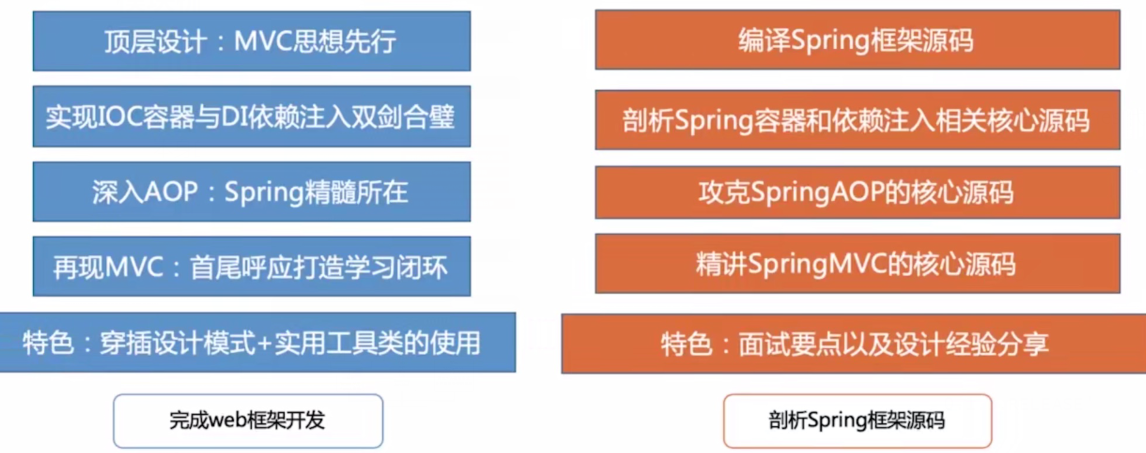 顶层设计：MVC思想先行
实现IOC容器与DI依赖注入双剑合璧
深入AOP：Spring精髓所在
再现MVC：首尾呼应打造学习闭环
特色：穿插设计模式+实用工具类的使用
完成web框架开发
编译Spring框架源码
剖析Spring容器和依赖注入相关核心源码
攻克SpringAOP的核心源码
精讲SpringMVC的核心源码
特色：面试要点以及设计经验分享
剖析Spring框架源码